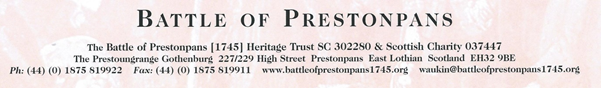 BATTLE OF PRESTONPANS
The Battle of Prestonpans [1745] Heritage Trust SC 302280 & Scottish Charity 037447
The Prestoungrange Gothenburg 227/229 High Street Prestonpans East Lothian Scotland EH32 9BE
Ph: (44) (0) 1875 819922 Fax: (44) (0) 1875 819911 www.battleofprestonpans1745.org waukin@battleofprestonpans1745.org